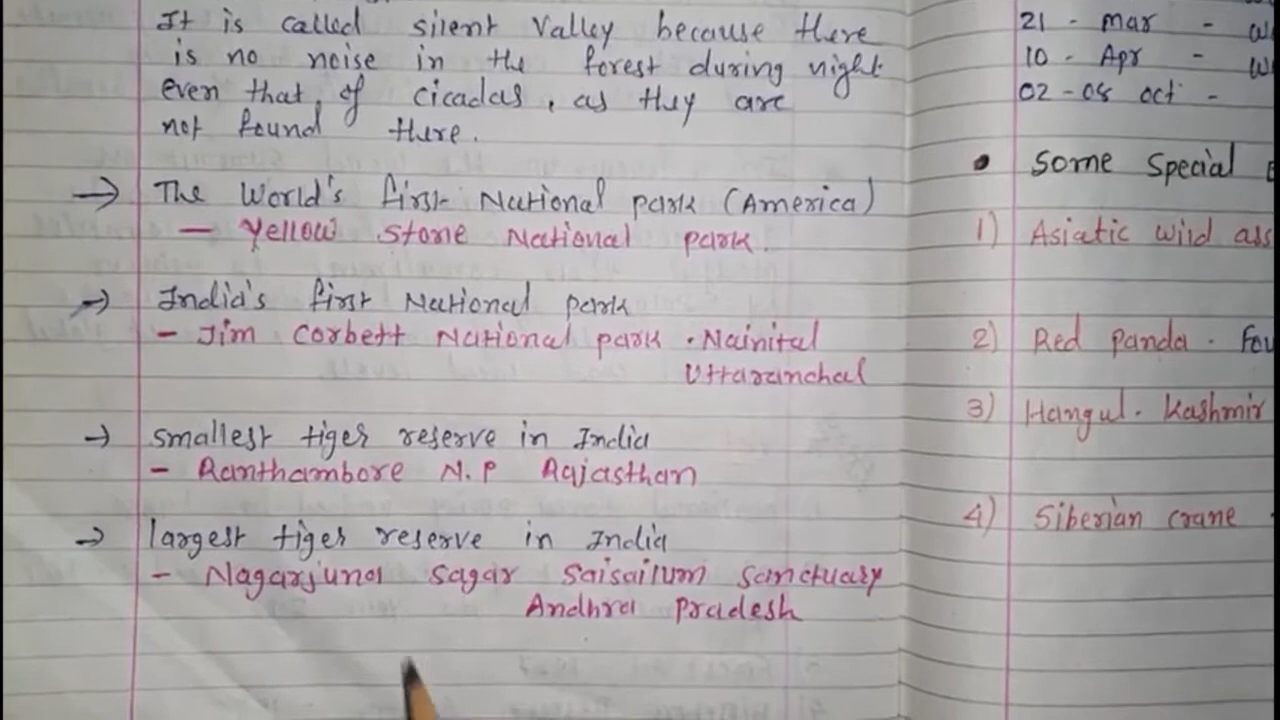 It is called silent Valley because there
is no noise in the forest during night
even that of cicadas, as they are
not found there.
→ The World's first National park (America)
— Yellow stone National park.
→ India's first National park
- Jim Corbett National park . Nainital
Uttaranchal
→ smallest tiger reserve in India
- Ranthambore N.P Rajasthan
→ largest tiger reserve in India
- Nagarjuna Sagar Saisailum Sanctuary
Andhra Pradesh
21 - Mar -
10 - Apr -
02 - 08 Oct -
• Some Special
1) Asiatic wild ass
2) Red Panda .
3) Hangul . Kashmir
4) Siberian crane